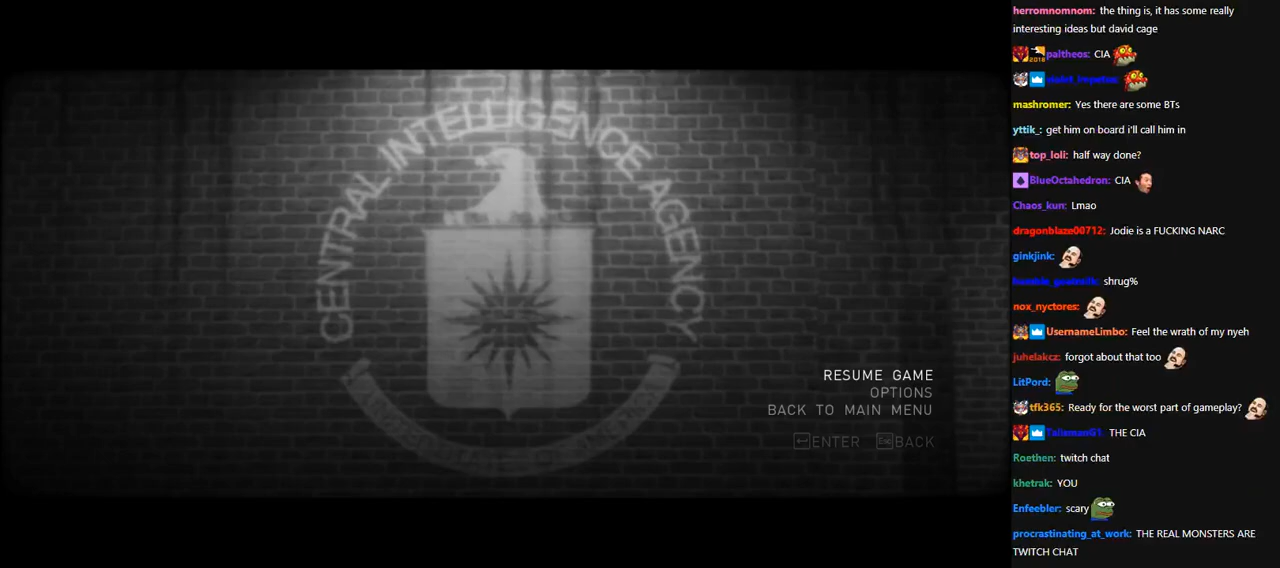 CENTRAL INTELLIGENCE AGENCY
RESUME GAME
OPTIONS
BACK TO MAIN MENU
ENTER
Esc BACK
herromnomnom: the thing is, it has some really
interesting ideas but david cage
2018 paltheos: CIA
mashromer: Yes there are some BTs
yttik_: get him on board i'll call him in
top_loli: half way done?
BlueOctahedron: CIA
Chaos_kun: Lmao
dragonblaze00712: Jodie is a FUCKING NARC
ginkjink:
shrug%
nox_nyctores:
UsernameLimbo: Feel the wrath of my nyeh
juhelakcz: forgot about that too
LitPord:
tfk365: Ready for the worst part of gameplay?
TalismanG1: THE CIA
Roethen: twitch chat
khetrak: YOU
Enfeebler: scary
procrastinating_at_work: THE REAL MONSTERS ARE
TWITCH CHAT